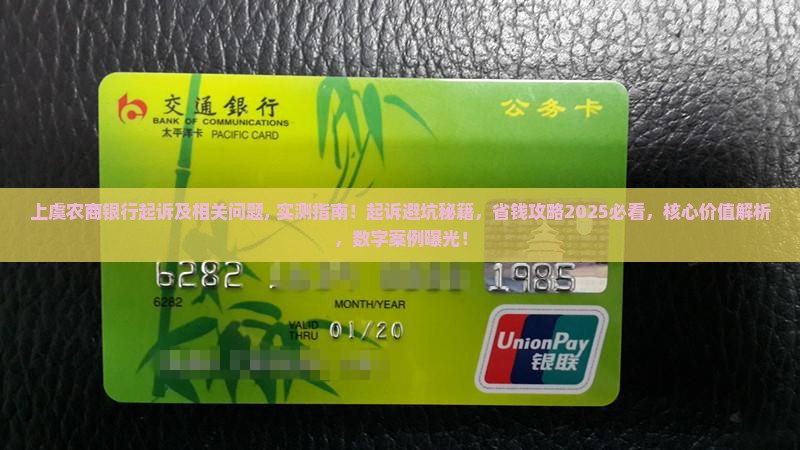 交通銀行
BANK OF COMMUNICATIONS
太平洋卡 PACIFIC CARD
公务卡
上虞农商银行起诉及相关问题, 实测指南！起诉避坑秘籍，省钱攻略2025必看，核心价值解析
，数字案例曝光！
6282 1985
6282
MONTH/YEAR
VALID
THRU 01/20
UnionPay
银联